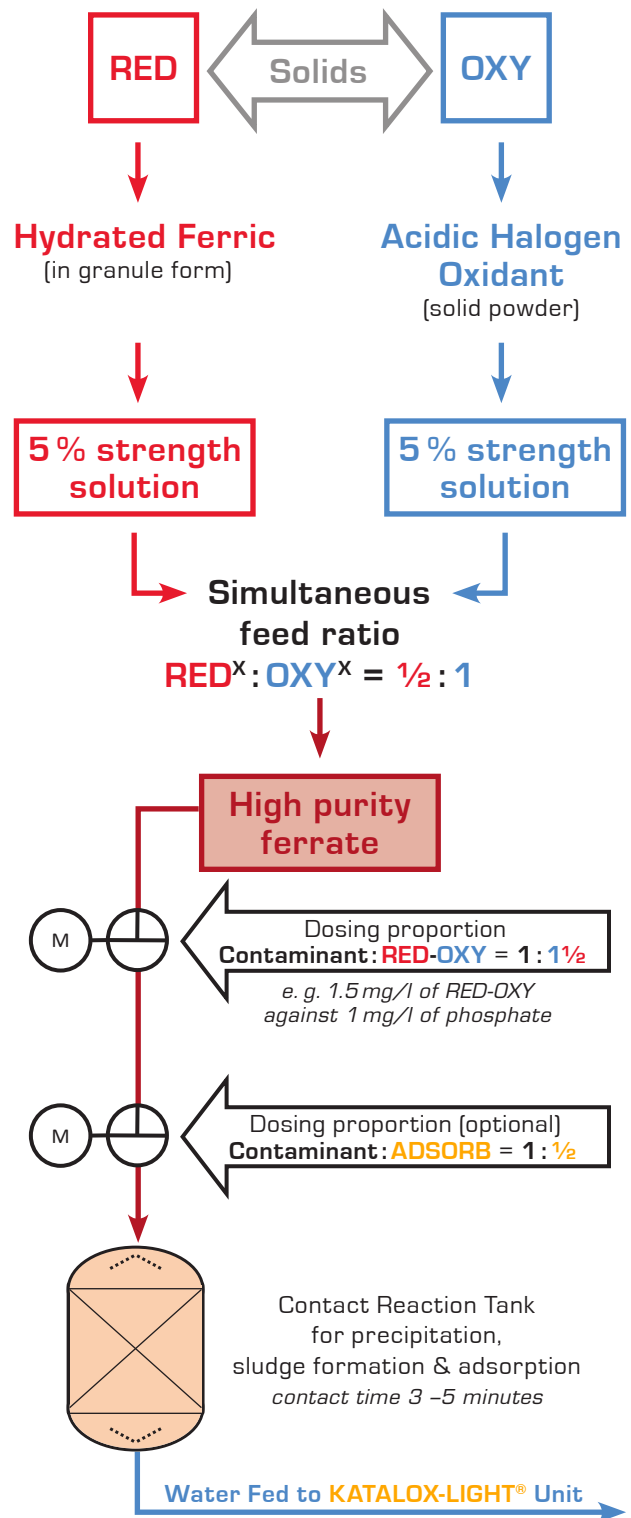 RED
Solids
OXY
Hydrated Ferric
(in granule form)
Acidic Halogen
Oxidant
(solid powder)
5 % strength
solution
5 % strength
solution
Simultaneous
feed ratio
REDˣ : OXYˣ = ½ : 1
High purity
ferrate
M
Dosing proportion
Contaminant : RED-OXY = 1 : 1½
e. g. 1.5 mg/l of RED-OXY
against 1 mg/l of phosphate
M
Dosing proportion (optional)
Contaminant : ADSORB = 1 : ½
Contact Reaction Tank
for precipitation,
sludge formation & adsorption
contact time 3 –5 minutes
Water Fed to KATALOX-LIGHT® Unit